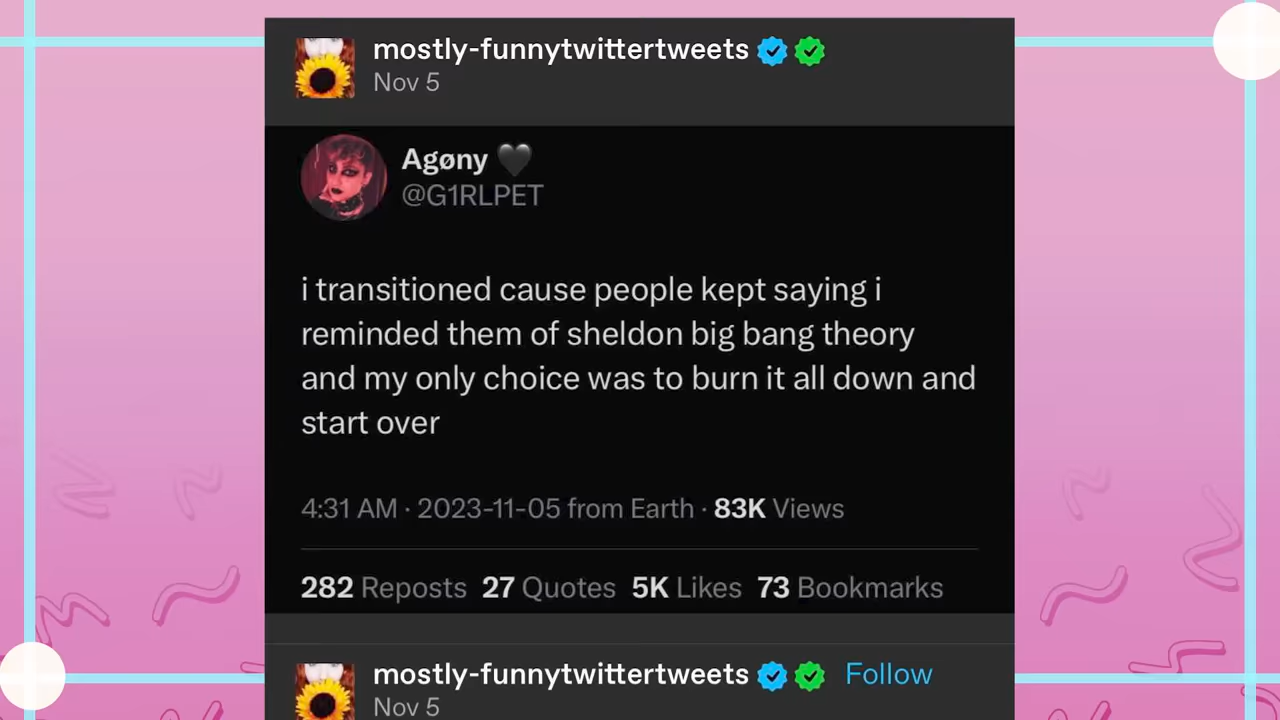 mostly-funnytwittertweets
Nov 5
Agøny 🖤
@G1RLPET
i transitioned cause people kept saying i
reminded them of sheldon big bang theory
and my only choice was to burn it all down and
start over
4:31 AM · 2023-11-05 from Earth · 83K Views
282 Reposts 27 Quotes 5K Likes 73 Bookmarks
mostly-funnytwittertweets Follow
Nov 5